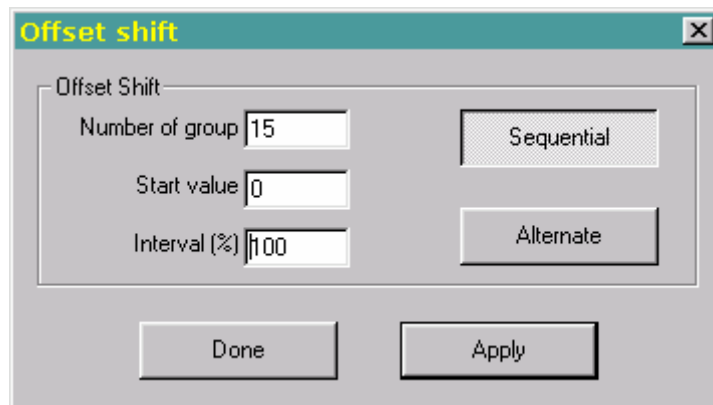 Offset shift
Offset Shift
Number of group 15
Sequential
Start value 0
Interval (%) 100
Alternate
Done
Apply